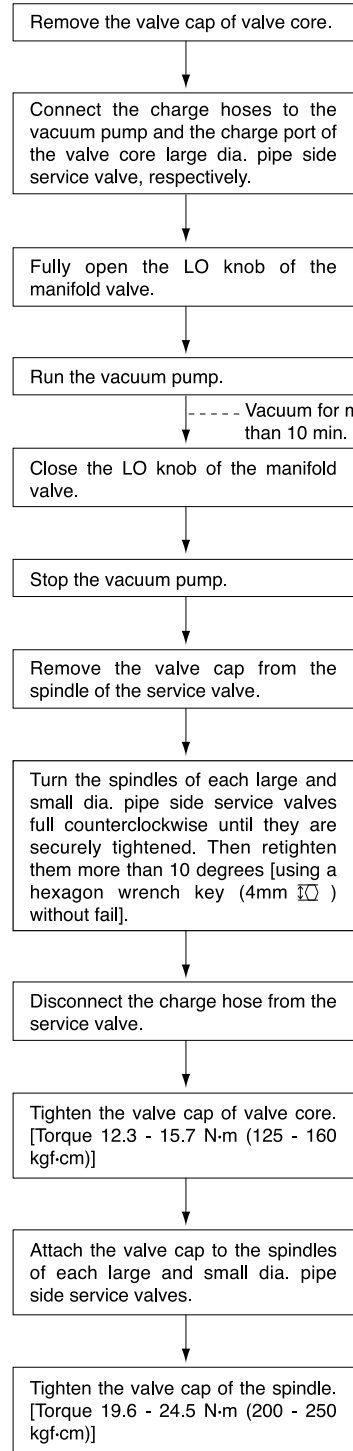 Remove the valve cap of valve core.
Connect the charge hoses to the
vacuum pump and the charge port of
the valve core large dia. pipe side
service valve, respectively.
Fully open the LO knob of the
manifold valve.
Run the vacuum pump.
Vacuum for m
than 10 min.
Close the LO knob of the manifold
valve.
Stop the vacuum pump.
Remove the valve cap from the
spindle of the service valve.
Turn the spindles of each large and
small dia. pipe side service valves
full counterclockwise until they are
securely tightened. Then retighten
them more than 10 degrees [using a
hexagon wrench key (4mm )
without fail].
Disconnect the charge hose from the
service valve.
Tighten the valve cap of valve core.
[Torque 12.3 - 15.7 N·m (125 - 160
kgf·cm)]
Attach the valve cap to the spindles
of each large and small dia. pipe
side service valves.
Tighten the valve cap of the spindle.
[Torque 19.6 - 24.5 N·m (200 - 250
kgf·cm)]